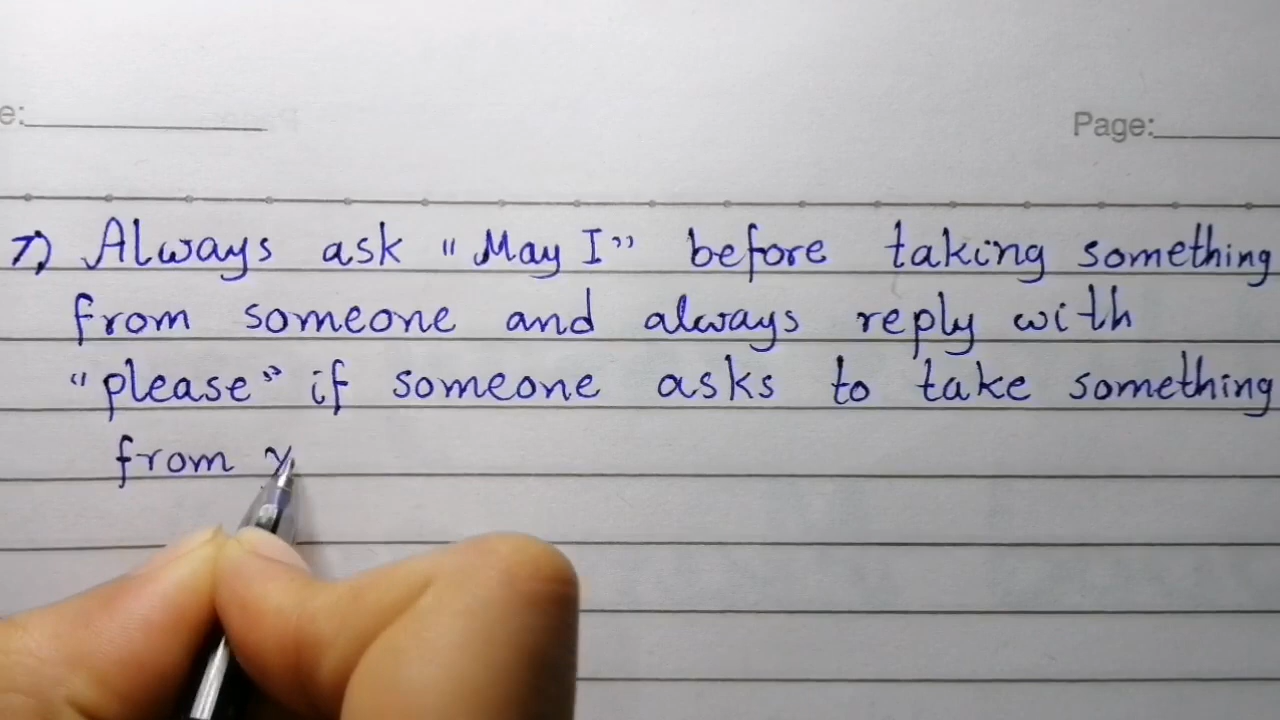 e:
Page:
7) Always ask "May I" before taking something
from someone and always reply with
"please" if someone asks to take something
from y